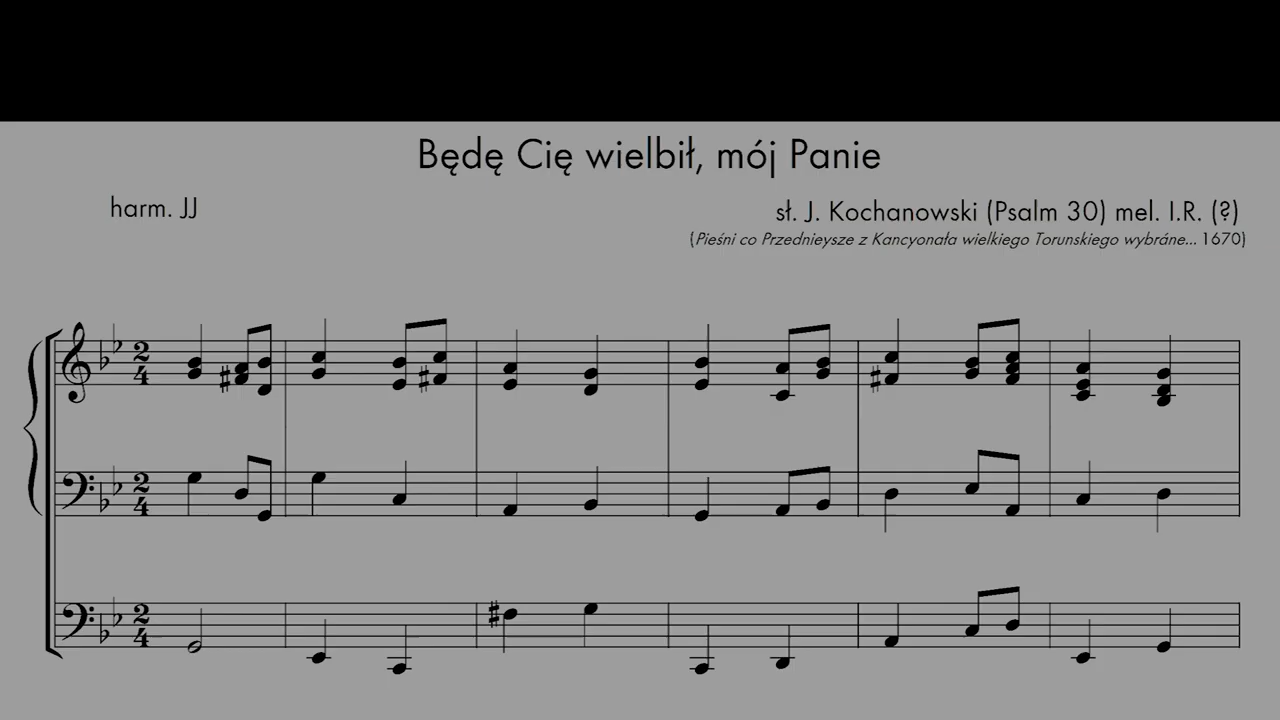 Będę Cię wielbił, mój Panie
harm. JJ
sł. J. Kochanowski (Psalm 30) mel. I.R. (?)
(Pieśni co Przednieysze z Kancyonała wielkiego Torunskiego wybráne... 1670)